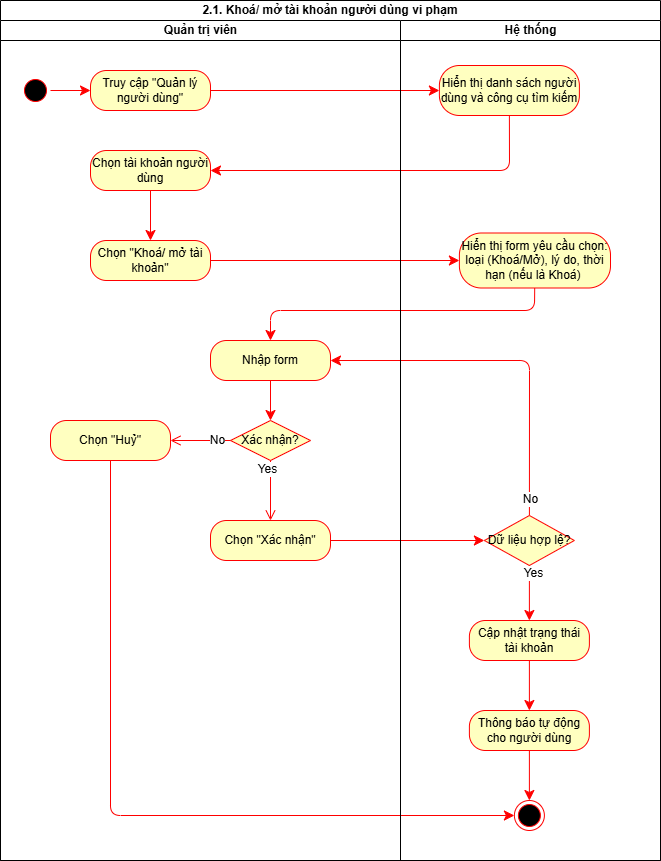 2.1. Khoá/ mở tài khoản người dùng vi phạm
Quản trị viên
Hệ thống
Truy cập "Quản lý
người dùng"
Hiển thị danh sách người
dùng và công cụ tìm kiếm
Chọn tài khoản người
dùng
Chọn "Khoá/ mở tài
khoản"
Hiển thị form yêu cầu chọn:
loại (Khoá/Mở), lý do, thời
hạn (nếu là Khoá)
Nhập form
Chọn "Huỷ"
No
Xác nhận?
Yes
No
Chọn "Xác nhận"
Dữ liệu hợp lệ?
Yes
Cập nhật trạng thái
tài khoản
Thông báo tự động
cho người dùng